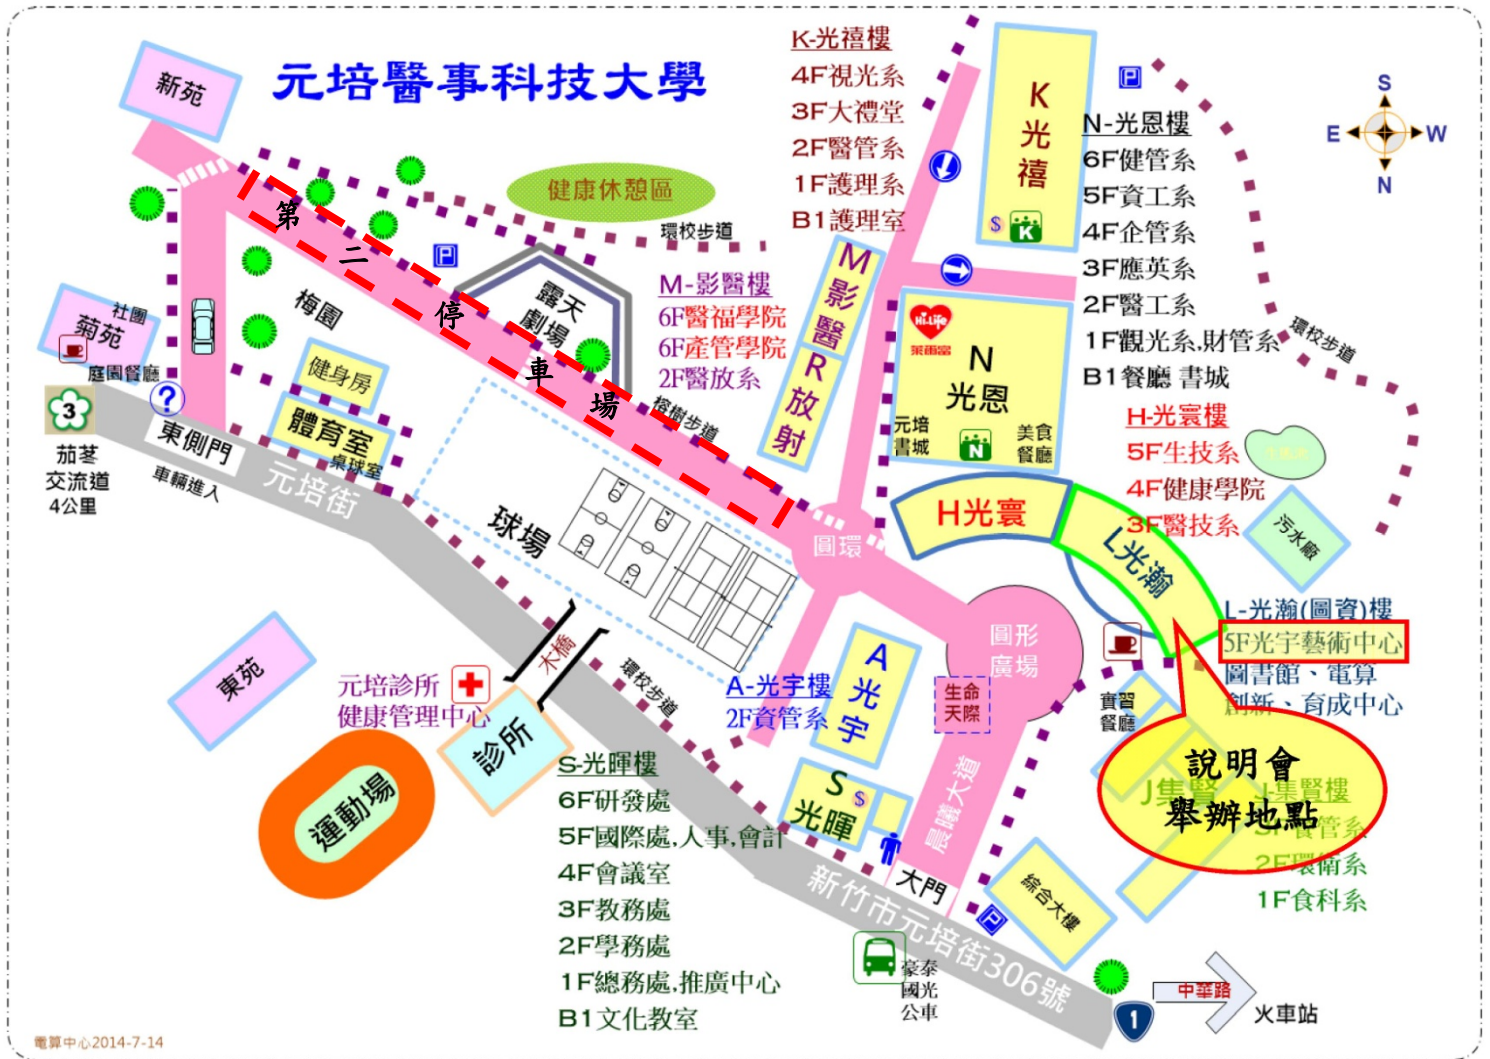 元培醫事科技大學
新苑
K-光禧樓
4F視光系
3F大禮堂
2F醫管系
1F護理系
B1護理室
K
光
禧
$
K
P
S
E
W
N
N-光恩樓
6F健管系
5F資工系
4F企管系
3F應英系
2F醫工系
1F觀光系,財管系
B1餐廳 書城
健康休憩區
環校步道
第
二
停
車
場
P
露天
劇場
M-影醫樓
6F醫福學院
6F產管學院
2F醫放系
榕樹步道
M
影
醫
R
放
射
Hi-Life
萊爾富
N
光恩
元培
書城
N
美食
餐廳
環校步道
H-光寰樓
5F生技系
4F健康學院
3F醫技系
污水廠
梅園
社團
菊苑
庭園餐廳
健身房
體育室
桌球室
3
茄苳
交流道
4公里
?
東側門
車輛進入
元培街
球場
圓環
H光寰
L光瀚
L-光瀚(圖資)樓
5F光宇藝術中心
圖書館、電算
創新、育成中心
圓形
廣場
生命
天際
實習
餐廳
A
光
宇
A-光宇樓
2F資管系
木橋
環校步道
東苑
元培診所
健康管理中心
診所
運動場
S
光暉
$
S-光暉樓
6F研發處
5F國際處,人事,會計
4F會議室
3F教務處
2F學務處
1F總務處,推廣中心
B1文化教室
晨曦大道
大門
新竹市元培街306號
P
綜合大樓
說明會
舉辦地點
J集賢
J-集賢樓
3F餐管系
2F環衛系
1F食科系
豪泰
國光
公車
1
中華路
火車站
電算中心2014-7-14